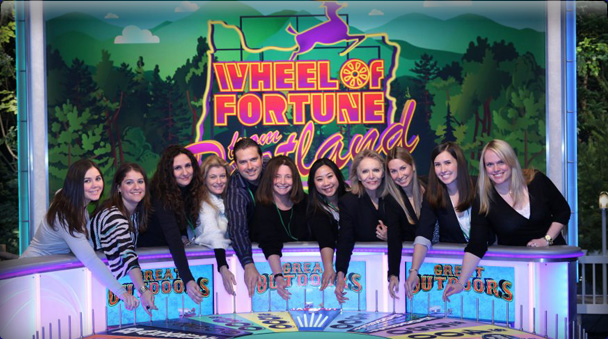 WHEEL OF
FORTUNE
from
Portland
GREAT
OUTDOORS
GREAT
OUTDOORS
GREAT
OUTDOORS